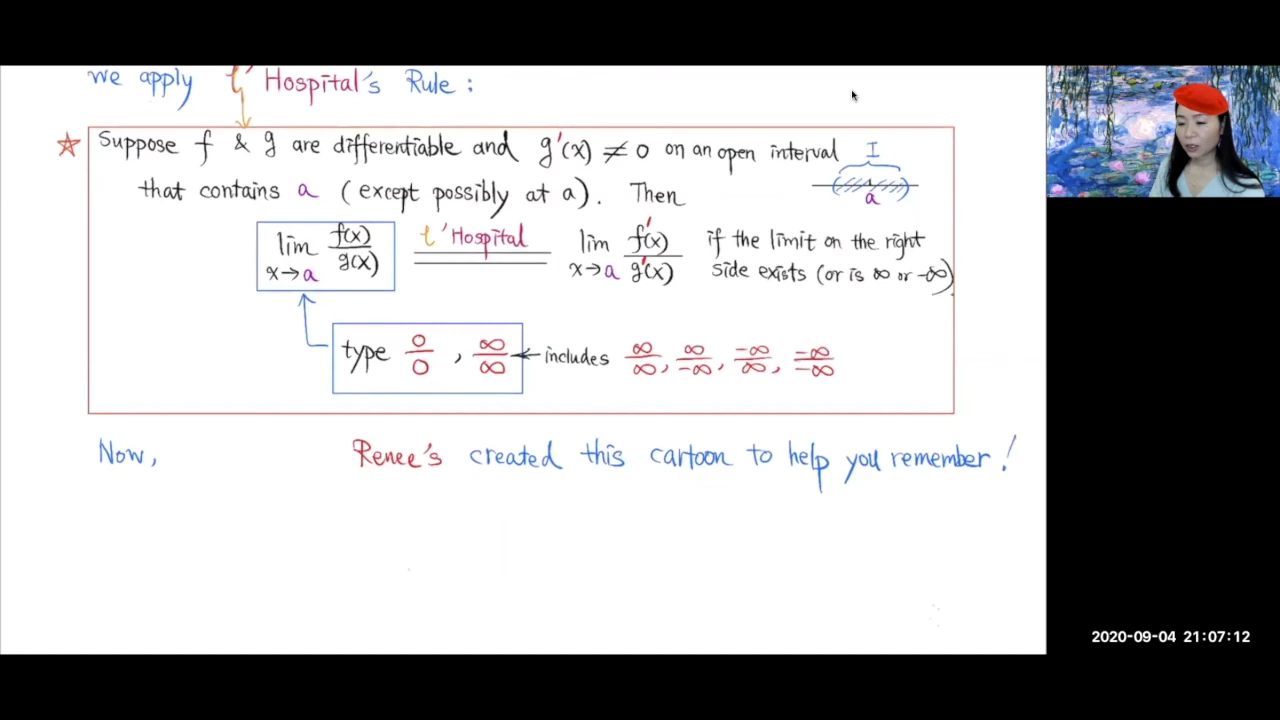 we apply l' Hospital's Rule :
☆ Suppose f & g are differentiable and g'(x) ≠ 0 on an open interval I
that contains a (except possibly at a). Then
a
lim x→a f(x)/g(x) l'Hospital lim x→a f'(x)/g'(x) if the limit on the right
side exists (or is ∞ or -∞)
type 0/0 , ∞/∞ ← includes ∞/∞, ∞/-∞, -∞/∞, -∞/-∞
Now, Renee's created this cartoon to help you remember!
2020-09-04 21:07:12